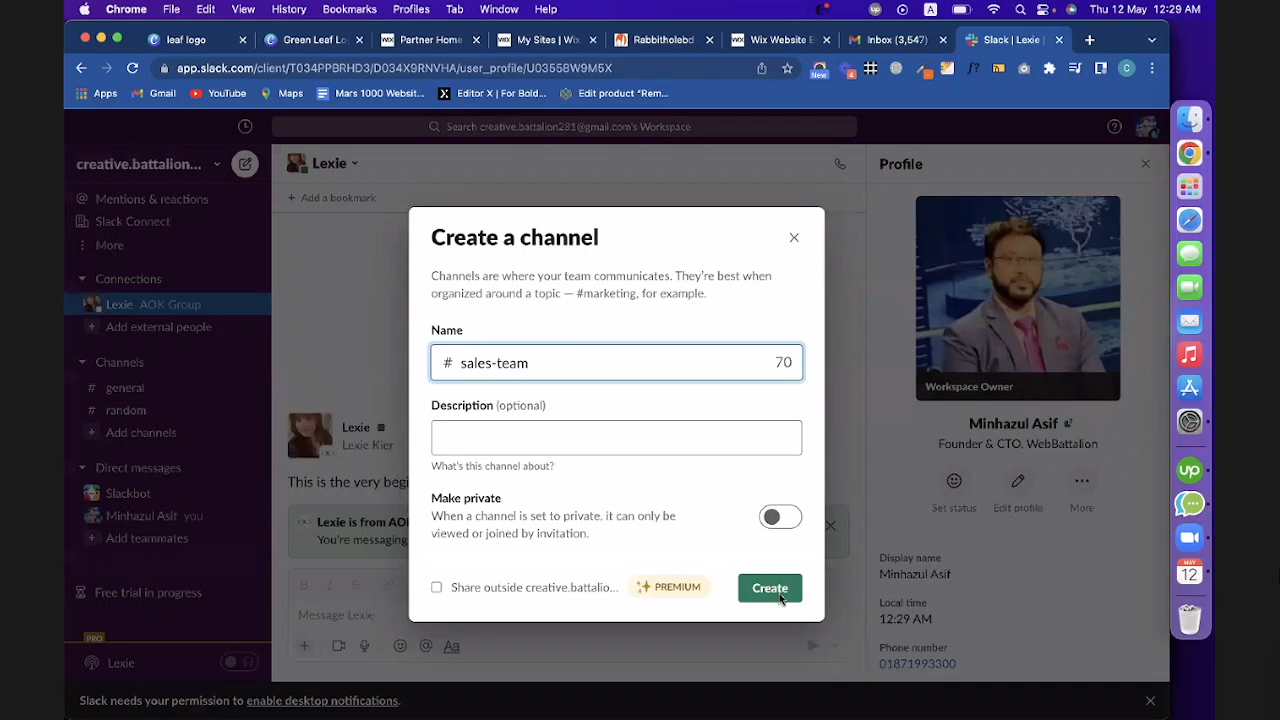 Chrome File Edit View History Bookmarks Profiles Tab Window Help
A Thu 12 May 12:29 AM
leaf logo
Green Leaf Lo
WIX Partner Home
WIX My Sites | Wix.
Rabbitholebd
WIX Wix Website E
Inbox (3,547)
Slack | Lexie |
app.slack.com/client/T034PPBRHD3/D034X9RNVHA/user_profile/U03558W9M5X
New
4
C
Apps
Gmail
YouTube
Maps
Mars 1000 Websit...
Editor X | For Bold...
Edit product “Rem...
Search creative.battalion281@gmail.com's Workspace
creative.battalion...
Mentions & reactions
Slack Connect
More
Connections
Lexie AOK Group
Add external people
Channels
# general
# random
Add channels
Direct messages
Slackbot
Minhazul Asif you
Add teammates
Free trial in progress
PRO
Lexie
Lexie
+ Add a bookmark
Lexie
Lexie Kier
This is the very begi
Lexie is from AO
You're messaging
B I S
Message Lexie
@ Aa
Create a channel
Channels are where your team communicates. They're best when
organized around a topic — #marketing, for example.
Name
# sales-team 70
Description (optional)
What's this channel about?
Make private
When a channel is set to private, it can only be
viewed or joined by invitation.
Share outside creative.battalio...
PREMIUM
Create
Profile
Workspace Owner
Minhazul Asif
Founder & CTO, WebBattalion
Set status
Edit profile
More
Display name
Minhazul Asif
Local time
12:29 AM
Phone number
01871993300
up
MAY
12
Slack needs your permission to enable desktop notifications.